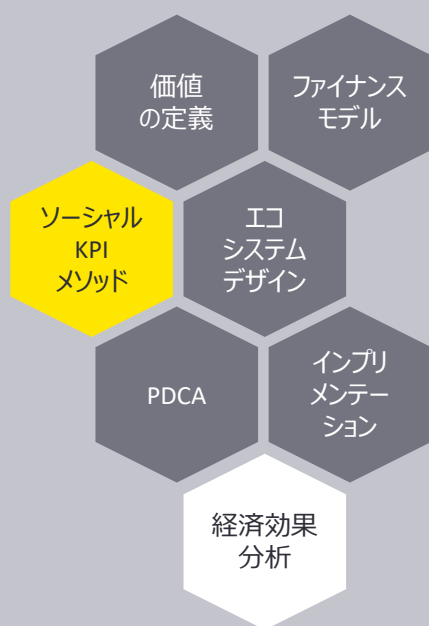 価値
の定義
ファイナンス
モデル
ソーシャル
KPI
メソッド
エコ
システム
デザイン
PDCA
インプリ
メンテー
ション
経済効果
分析